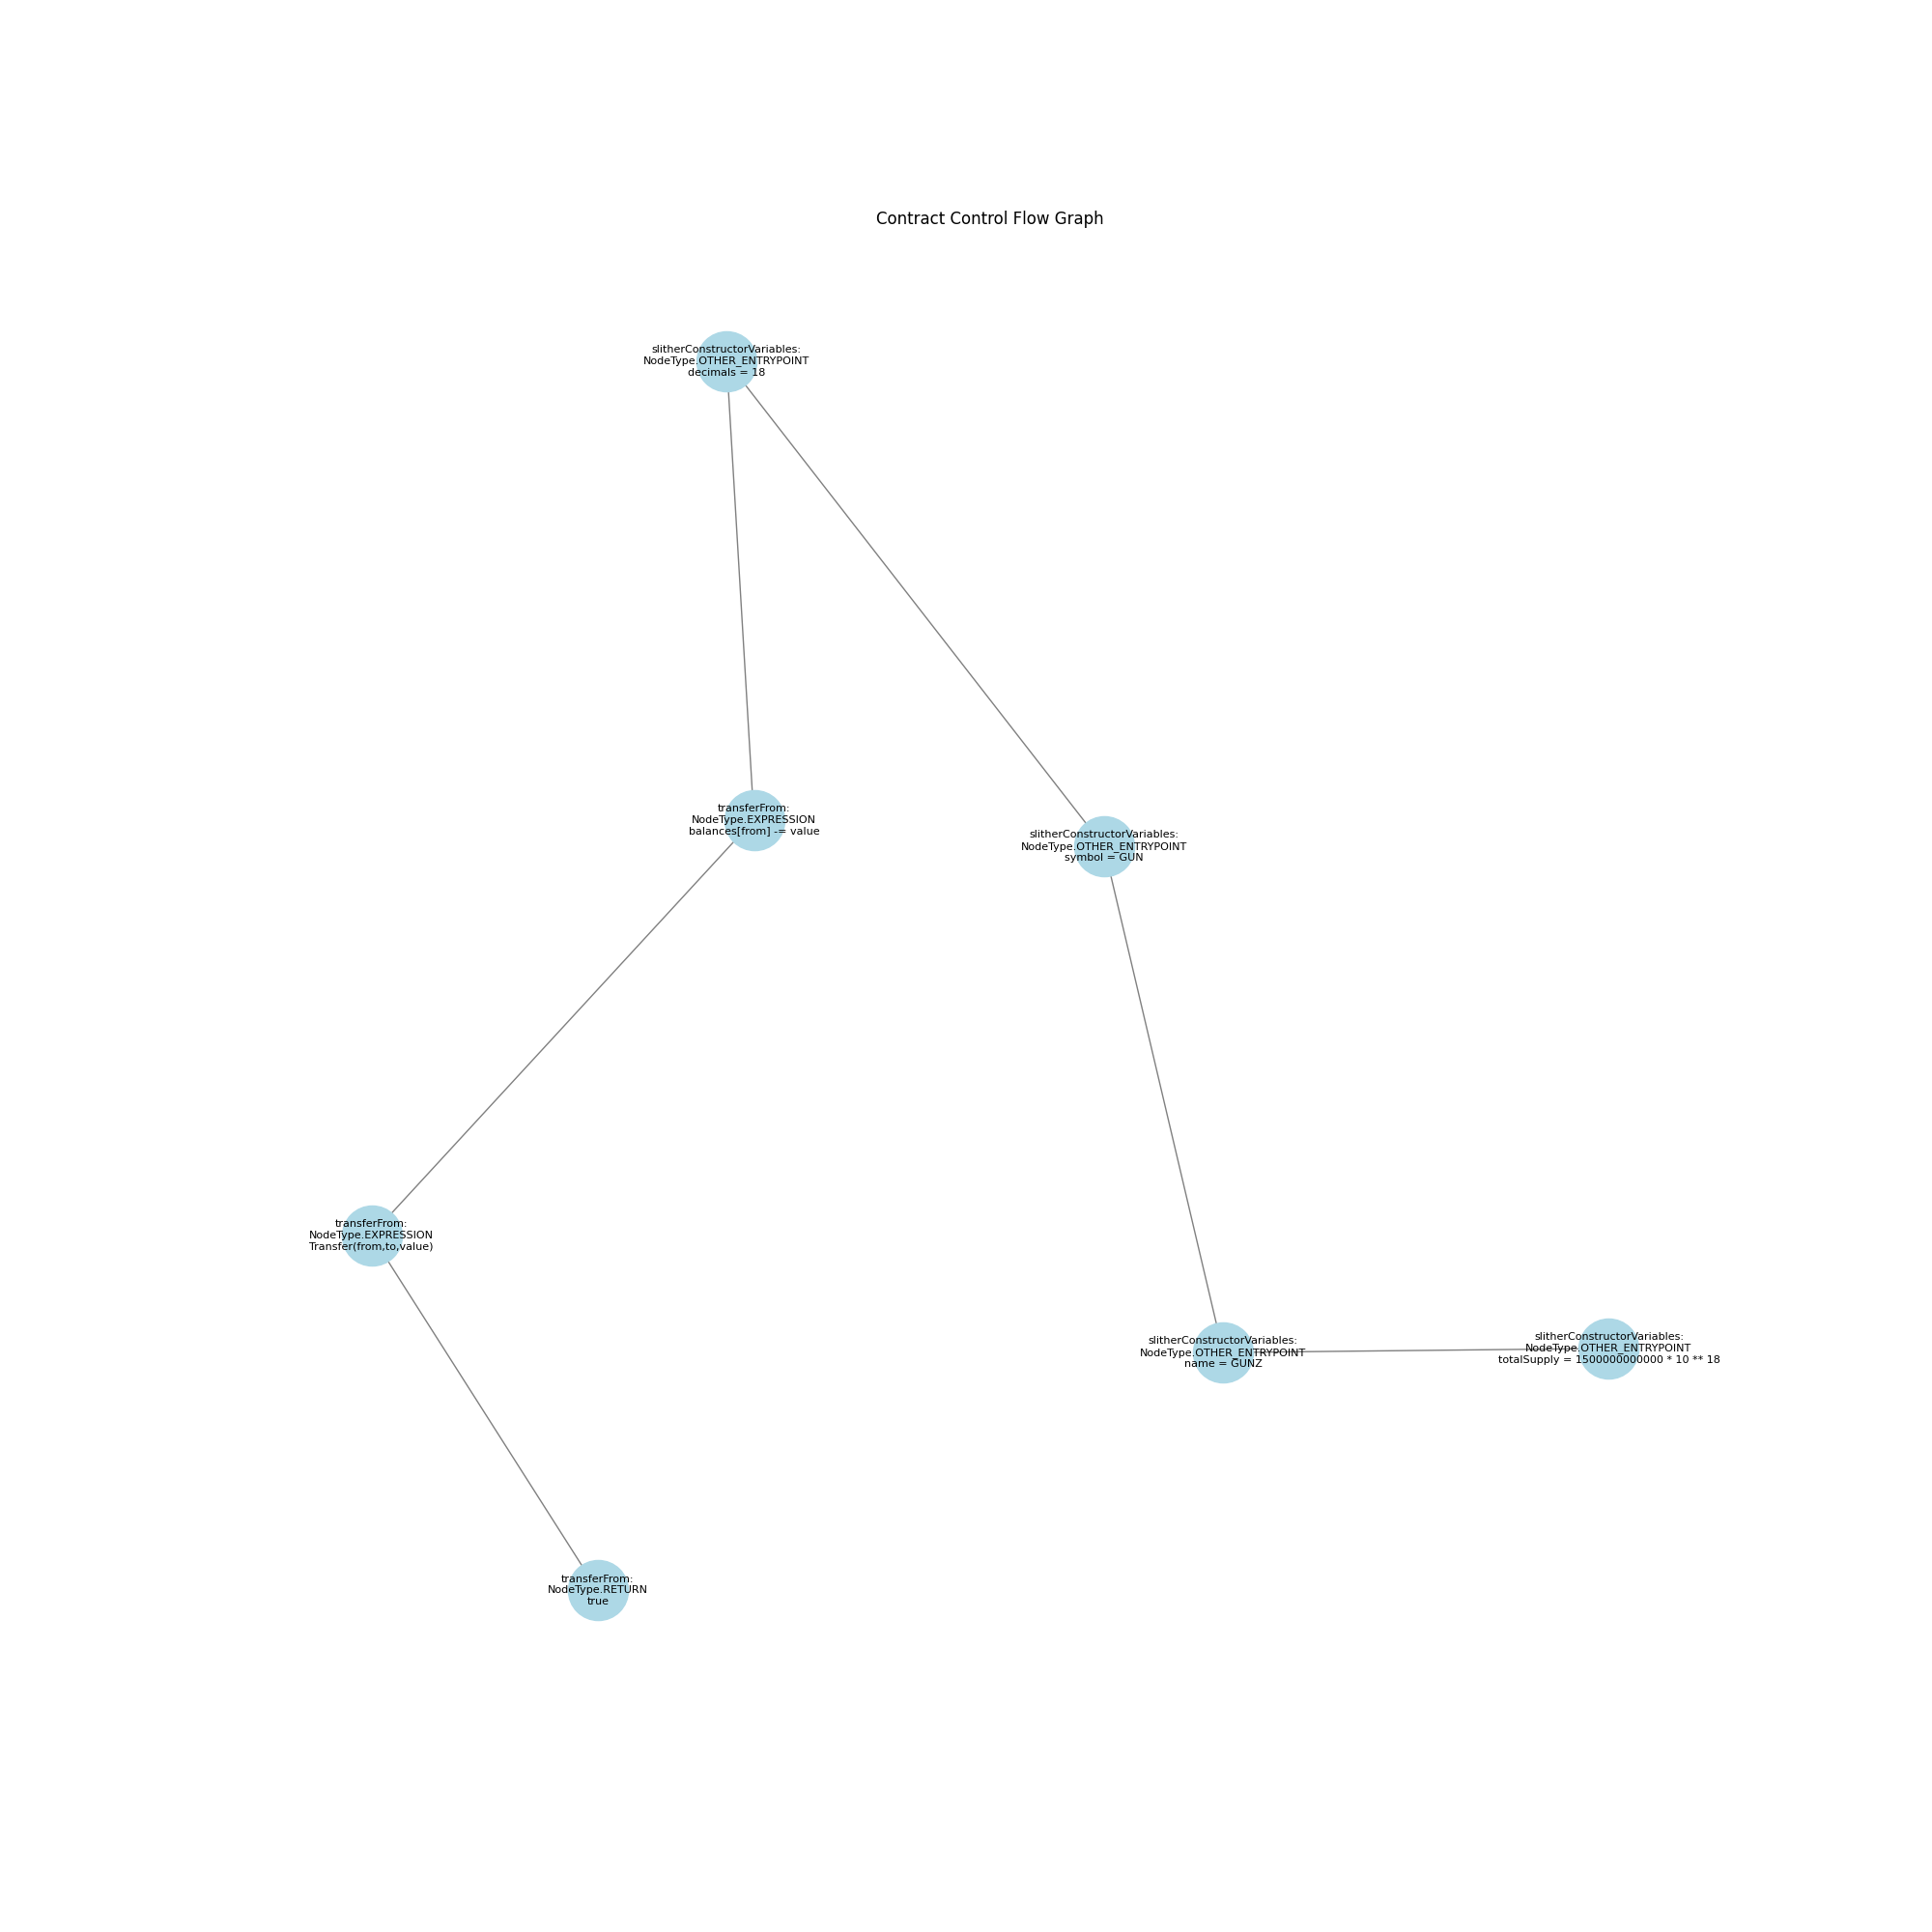 Contract Control Flow Graph
slitherConstructorVariables:
NodeType.OTHER_ENTRYPOINT
decimals = 18
transferFrom:
NodeType.EXPRESSION
balances[from] -= value
slitherConstructorVariables:
NodeType.OTHER_ENTRYPOINT
symbol = GUN
transferFrom:
NodeType.EXPRESSION
Transfer(from,to,value)
slitherConstructorVariables:
NodeType.OTHER_ENTRYPOINT
name = GUNZ
slitherConstructorVariables:
NodeType.OTHER_ENTRYPOINT
totalSupply = 1500000000000 * 10 ** 18
transferFrom:
NodeType.RETURN
true